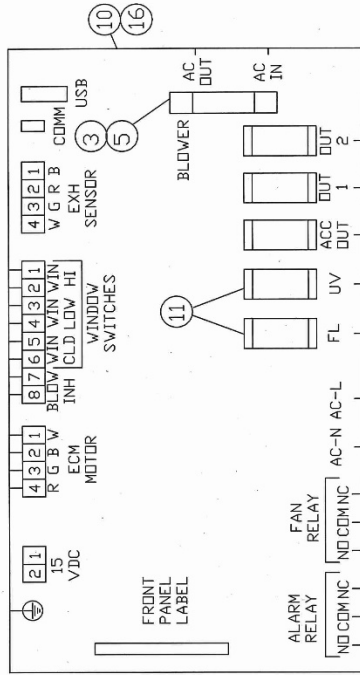 10
16
2 1
15
VDC
4 3 2 1
R G B W
ECM
MOTOR
8 7 6 5 4 3 2 1
BLOW WIN WIN WIN
INH CLD LOW HI
WINDOW
SWITCHES
4 3 2 1
W G R B
EXH
SENSOR
COMM
USB
3
5
FRONT
PANEL
LABEL
11
BLOWER
AC
OUT
AC
IN
ALARM
RELAY
NO COM NC
FAN
RELAY
NO COM NC
AC-N AC-L
FL
UV
ACC
OUT
OUT
1
OUT
2